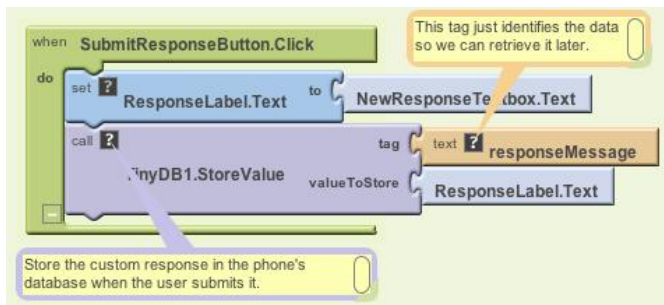 This tag just identifies the data
so we can retrieve it later.
when SubmitResponseButton.Click
do
set ? ResponseLabel.Text to NewResponseTextbox.Text
call ? TinyDB1.StoreValue tag text ? responseMessage
valueToStore ResponseLabel.Text
Store the custom response in the phone's
database when the user submits it.